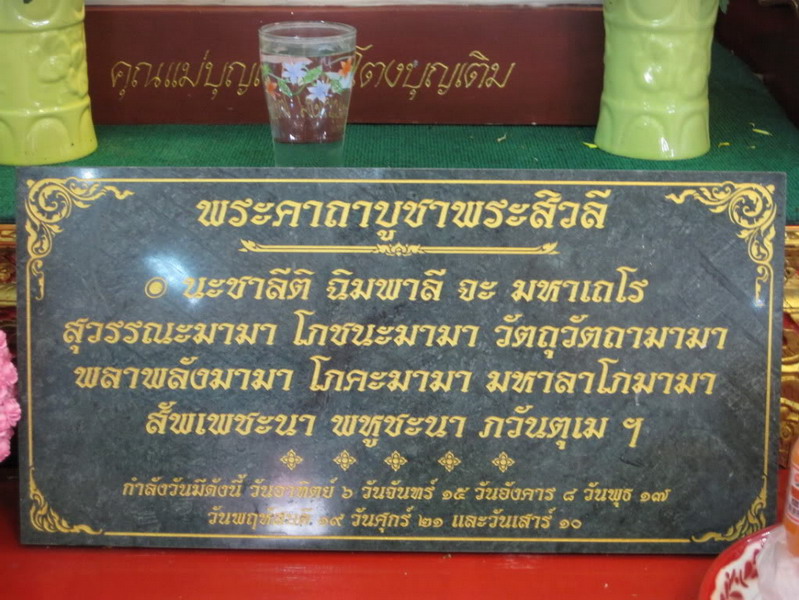 คุณแม่บุญ โตงบุญเติม
พระคาถาบูชาพระสิวลี
๏ นะชาลีติ ฉิมพาลี จะ มหาเถโร
สุวรรณะมามา โภชนะมามา วัตถุวัตถามามา
พลาพลังมามา โภคะมามา มหาลาโภมามา
สัพเพชะนา พหูชะนา ภวันตุเม ฯ
กำลังวันมีดังนี้ วันอาทิตย์ ๖ วันจันทร์ ๑๕ วันอังคาร ๘ วันพุธ ๑๗
วันพฤหัสบดี ๑๙ วันศุกร์ ๒๑ และวันเสาร์ ๑๐